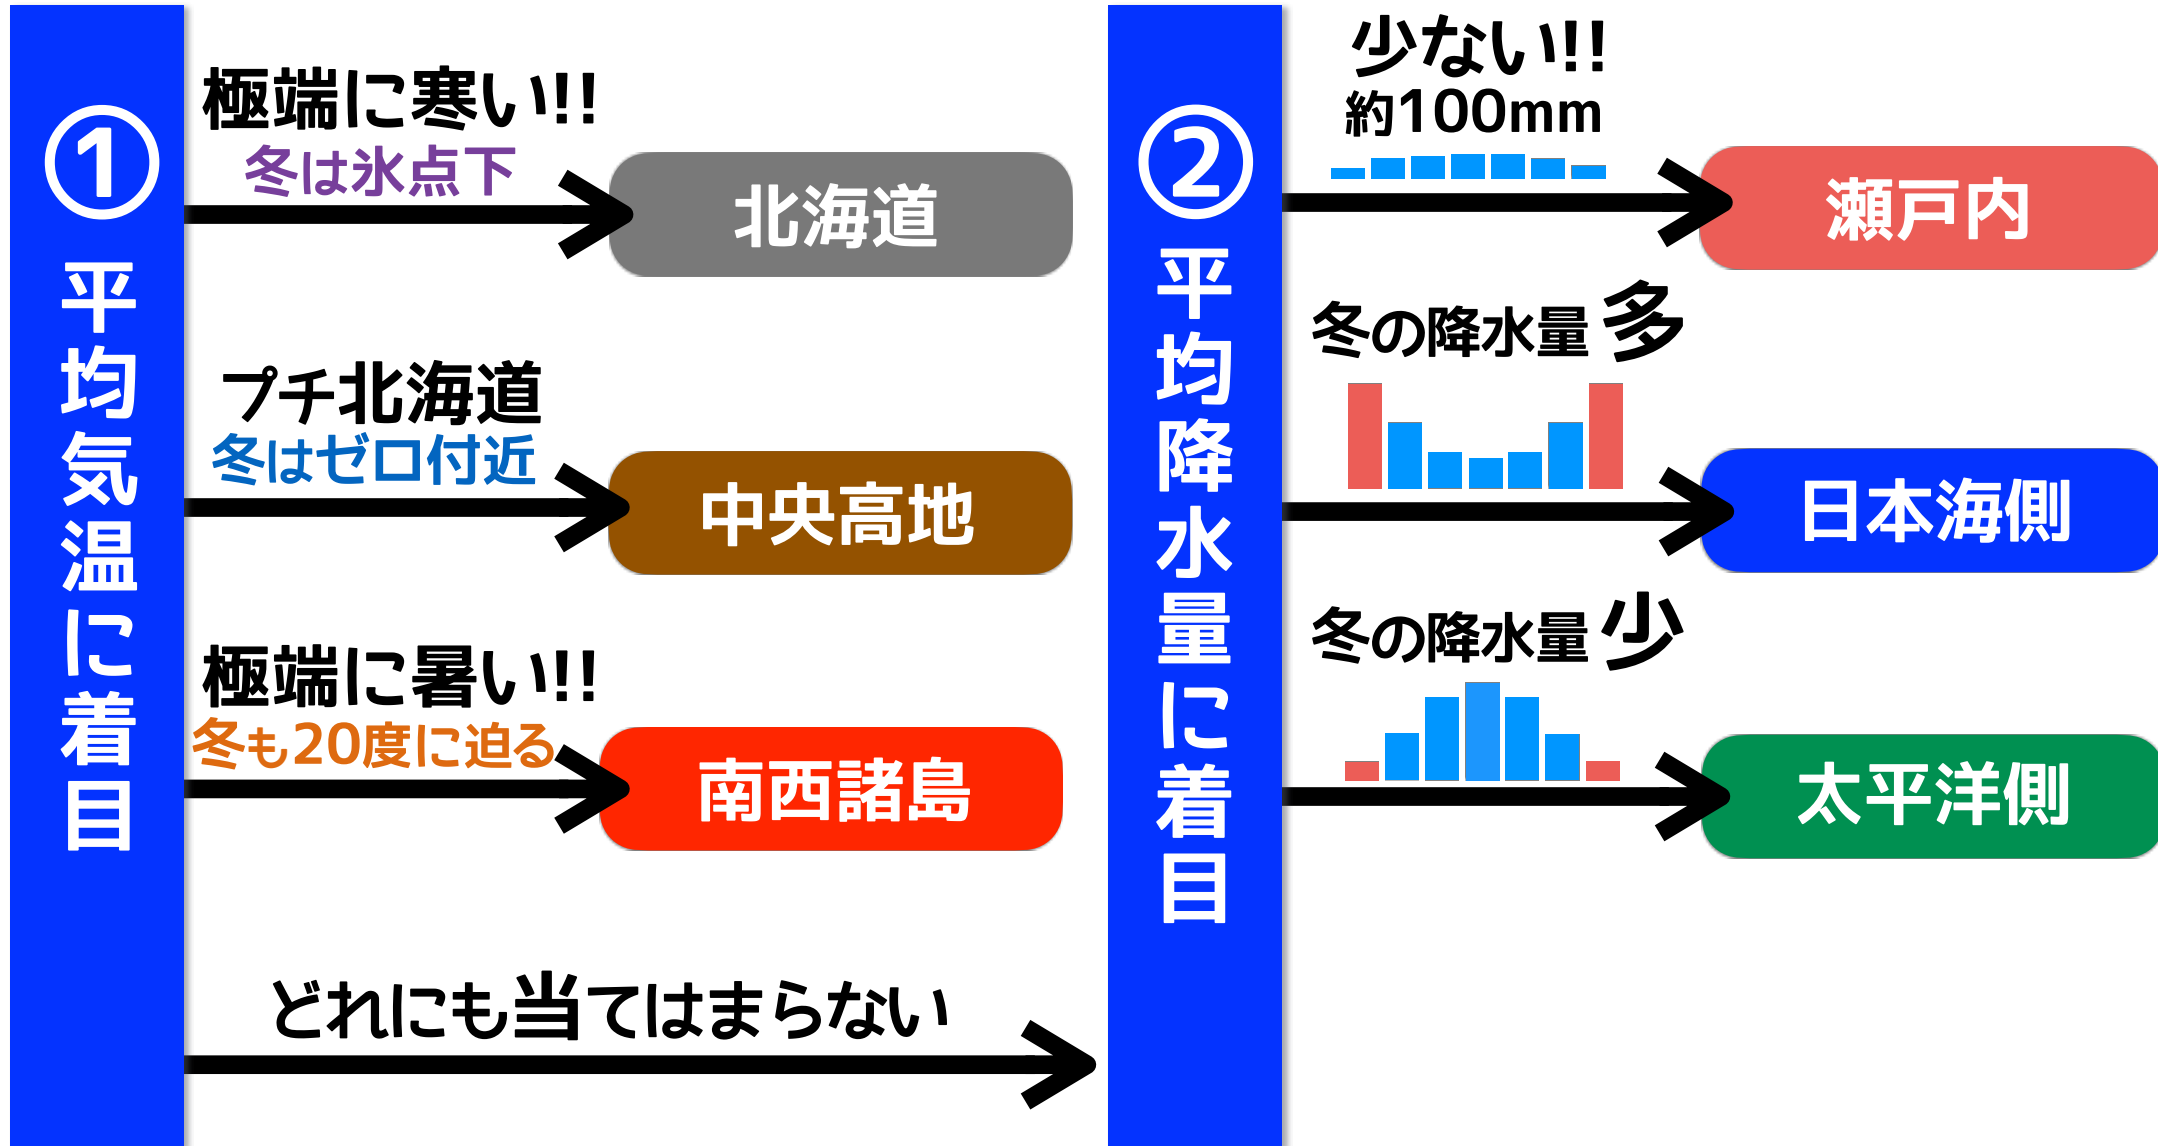 ① 平均気温に着目
極端に寒い!!
冬は氷点下
北海道
プチ北海道
冬はゼロ付近
中央高地
極端に暑い!!
冬も20度に迫る
南西諸島
どれにも当てはまらない
② 平均降水量に着目
少ない!!
約100mm
瀬戸内
冬の降水量 多
日本海側
冬の降水量 少
太平洋側